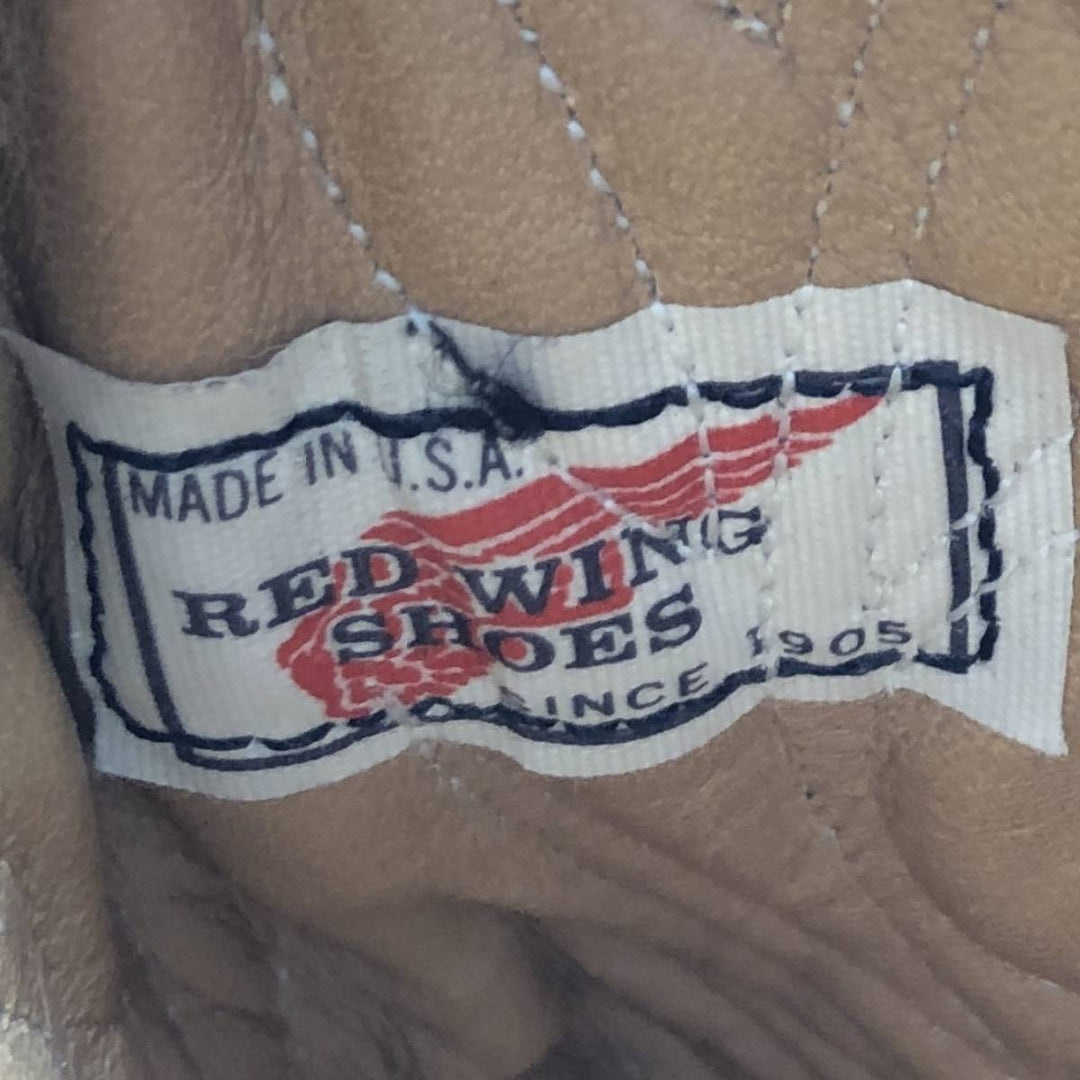 MADE IN U.S.A.
RED WING
SHOES
SINCE 1905